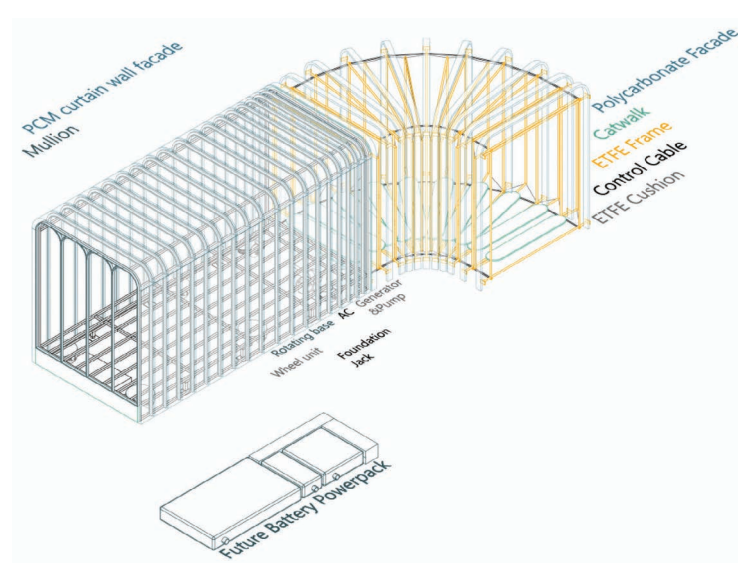 PCM curtain wall facade
Mullion
Polycarbonate Facade
Catwalk
ETFE Frame
Control Cable
ETFE Cushion
Rotating base
Wheel unit
AC
Generator
&Pump
Foundation
Jack
Future Battery Powerpack